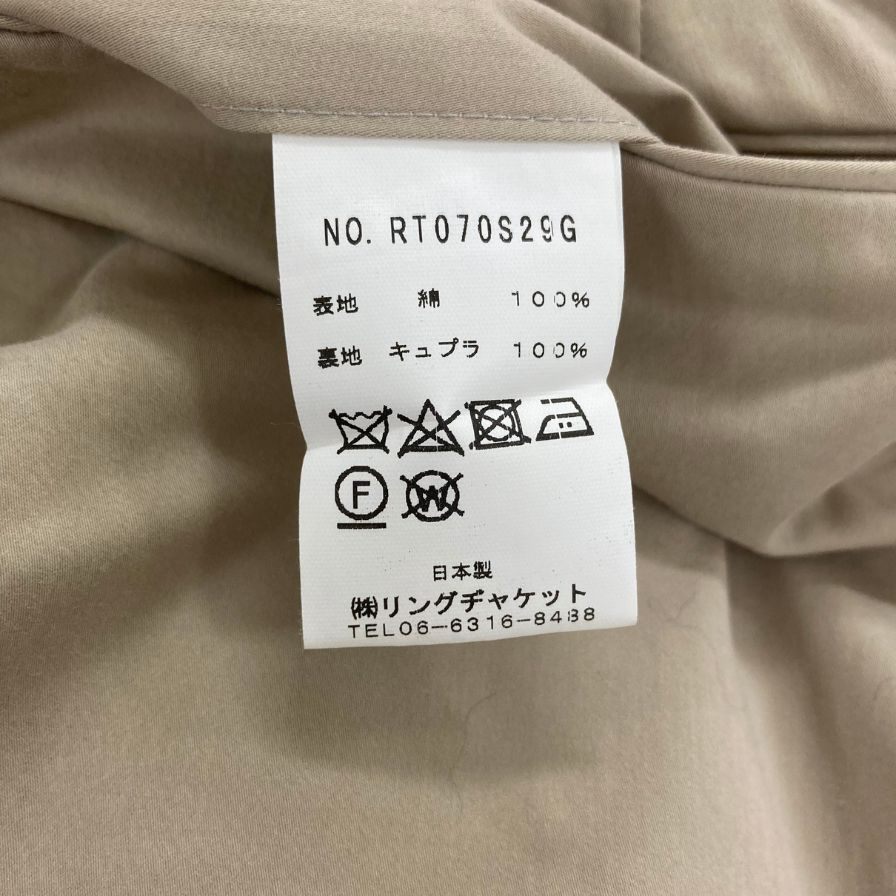 NO. RT070S29G
表地 綿 100%
裏地 キュプラ 100%
F W
日本製
㈱リングヂャケット
TEL06-6316-8488